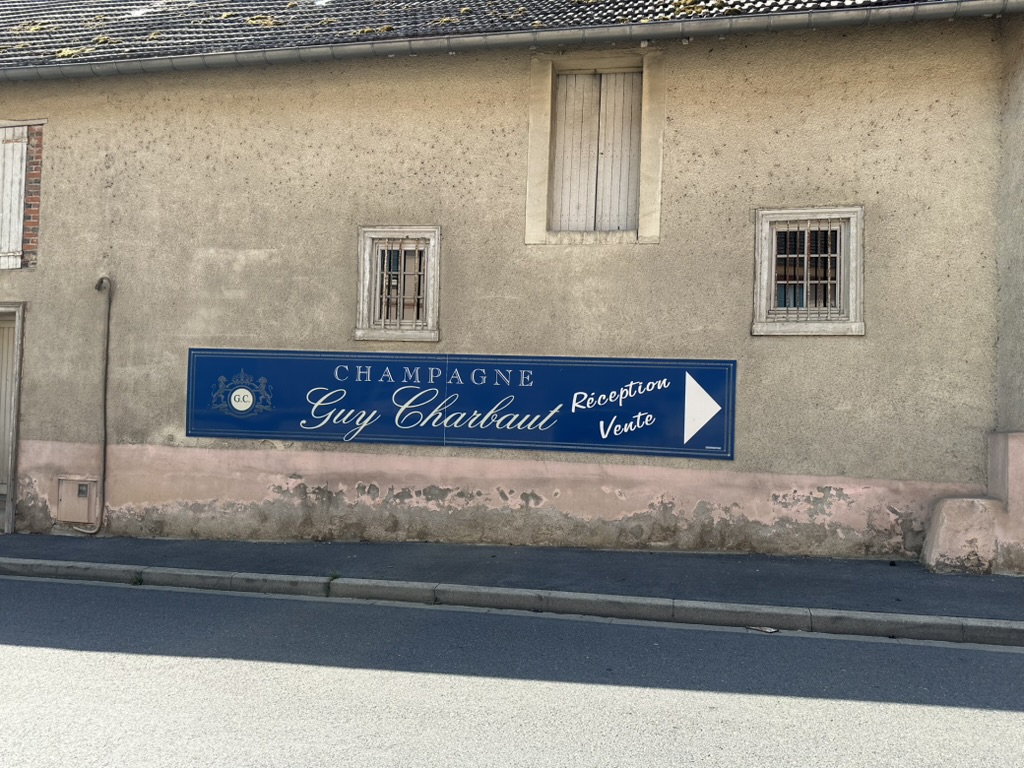 G.C.
CHAMPAGNE
Guy Charbaut
Réception
Vente